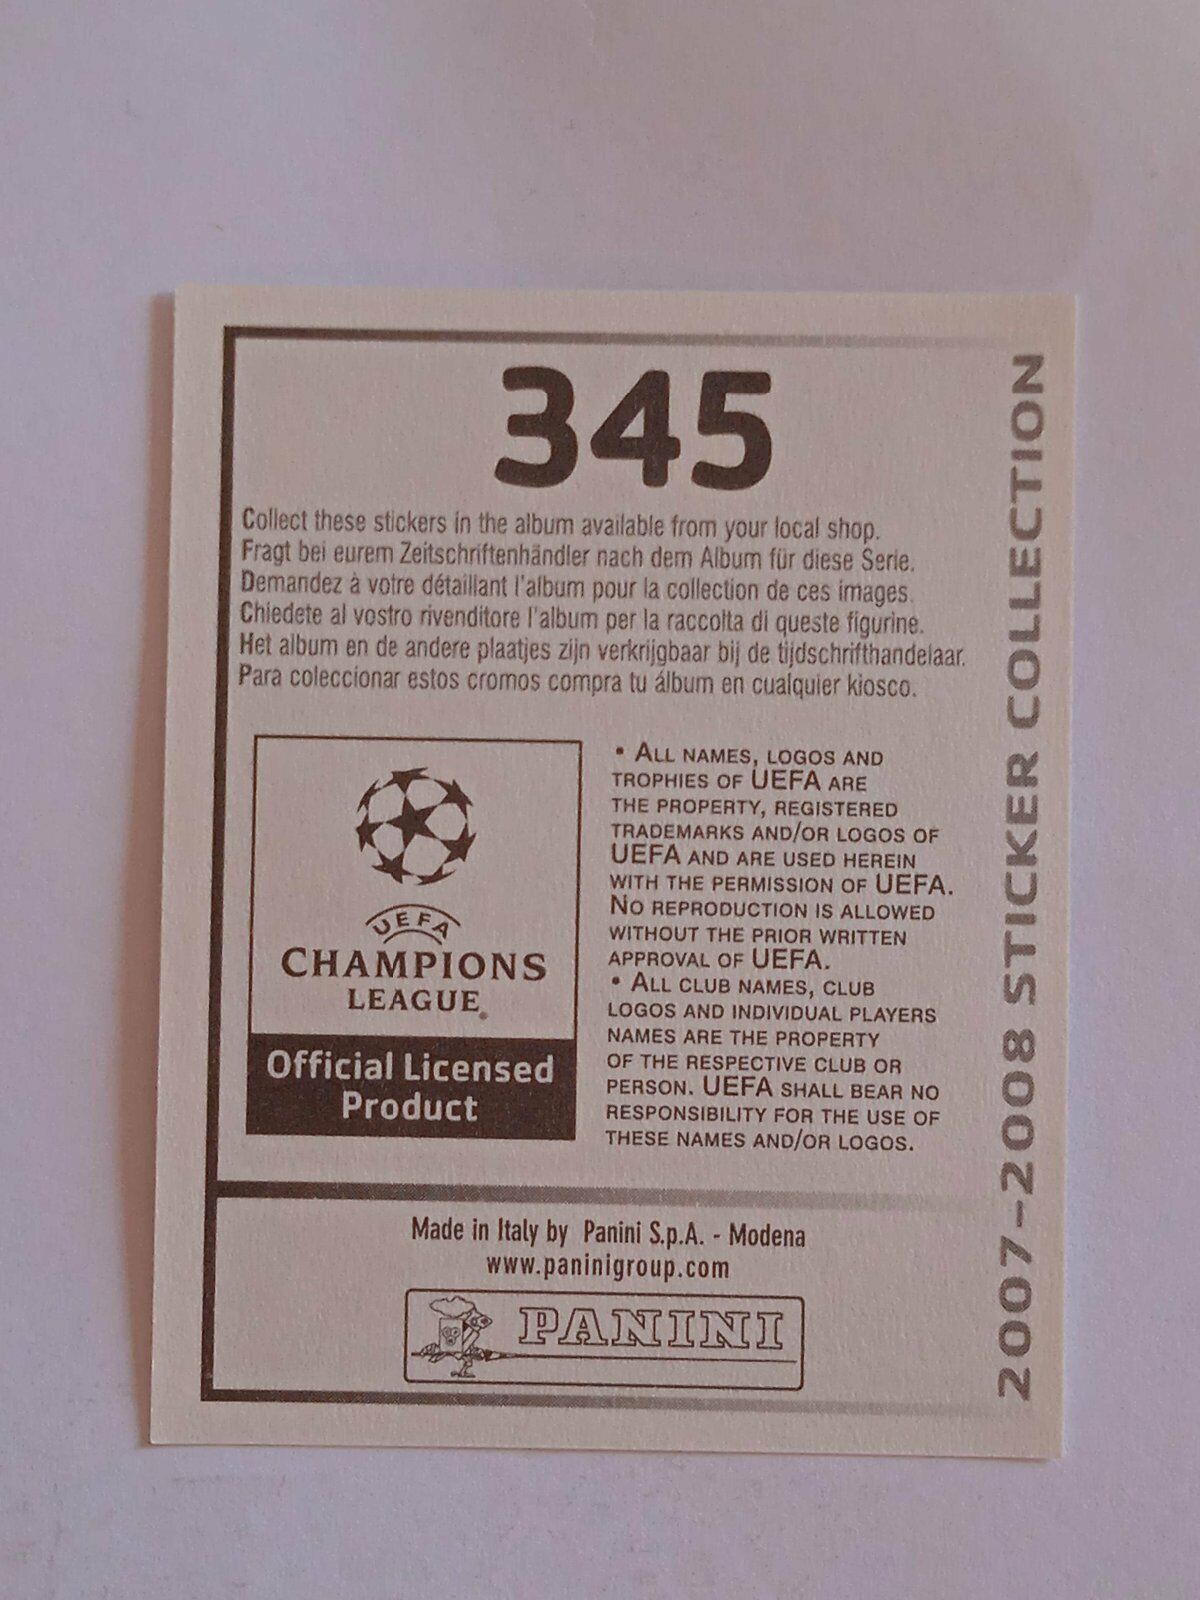 345
Collect these stickers in the album available from your local shop.
Fragt bei eurem Zeitschriftenhändler nach dem Album für diese Serie.
Demandez à votre détaillant l'album pour la collection de ces images.
Chiedete al vostro rivenditore l'album per la raccolta di queste figurine.
Het album en de andere plaatjes zijn verkrijgbaar bij de tijdschrifthandelaar.
Para coleccionar estos cromos compra tu álbum en cualquier kiosco.
UEFA
CHAMPIONS
LEAGUE
Official Licensed
Product
• ALL NAMES, LOGOS AND
TROPHIES OF UEFA ARE
THE PROPERTY, REGISTERED
TRADEMARKS AND/OR LOGOS OF
UEFA AND ARE USED HEREIN
WITH THE PERMISSION OF UEFA.
NO REPRODUCTION IS ALLOWED
WITHOUT THE PRIOR WRITTEN
APPROVAL OF UEFA.
• ALL CLUB NAMES, CLUB
LOGOS AND INDIVIDUAL PLAYERS
NAMES ARE THE PROPERTY
OF THE RESPECTIVE CLUB OR
PERSON. UEFA SHALL BEAR NO
RESPONSIBILITY FOR THE USE OF
THESE NAMES AND/OR LOGOS.
Made in Italy by Panini S.p.A. - Modena
www.paninigroup.com
PANINI
2007-2008 STICKER COLLECTION